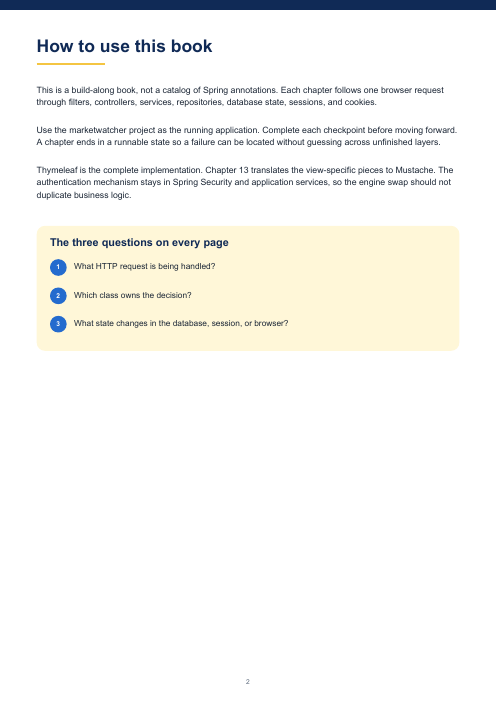 How to use this book
This is a build-along book, not a catalog of Spring annotations. Each chapter follows one browser request
through filters, controllers, services, repositories, database state, sessions, and cookies.
Use the marketwatcher project as the running application. Complete each checkpoint before moving forward.
A chapter ends in a runnable state so a failure can be located without guessing across unfinished layers.
Thymeleaf is the complete implementation. Chapter 13 translates the view-specific pieces to Mustache. The
authentication mechanism stays in Spring Security and application services, so the engine swap should not
duplicate business logic.
The three questions on every page
1 What HTTP request is being handled?
2 Which class owns the decision?
3 What state changes in the database, session, or browser?
2